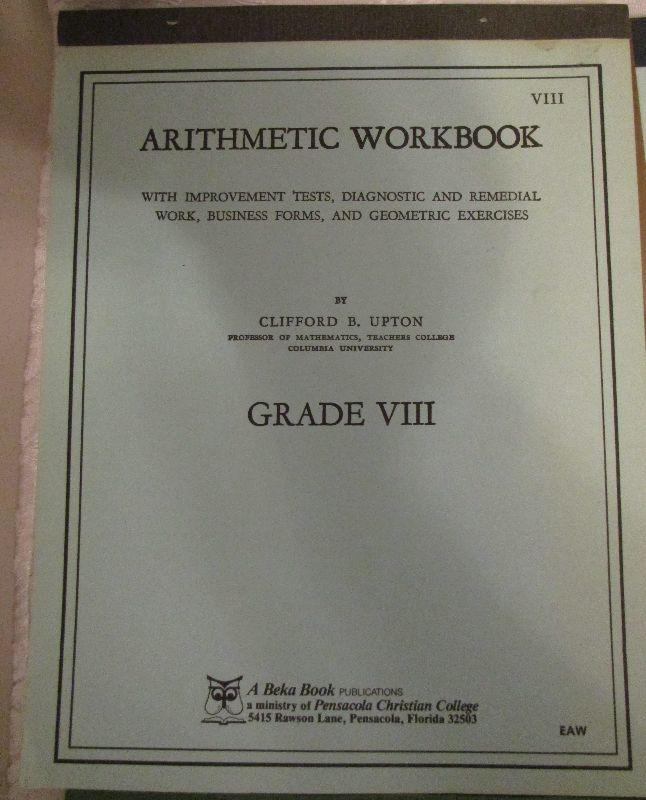 VIII
ARITHMETIC WORKBOOK
WITH IMPROVEMENT TESTS, DIAGNOSTIC AND REMEDIAL
WORK, BUSINESS FORMS, AND GEOMETRIC EXERCISES
BY
CLIFFORD B. UPTON
PROFESSOR OF MATHEMATICS, TEACHERS COLLEGE
COLUMBIA UNIVERSITY
GRADE VIII
A Beka Book PUBLICATIONS
a ministry of Pensacola Christian College
5415 Rawson Lane, Pensacola, Florida 32503
EAW